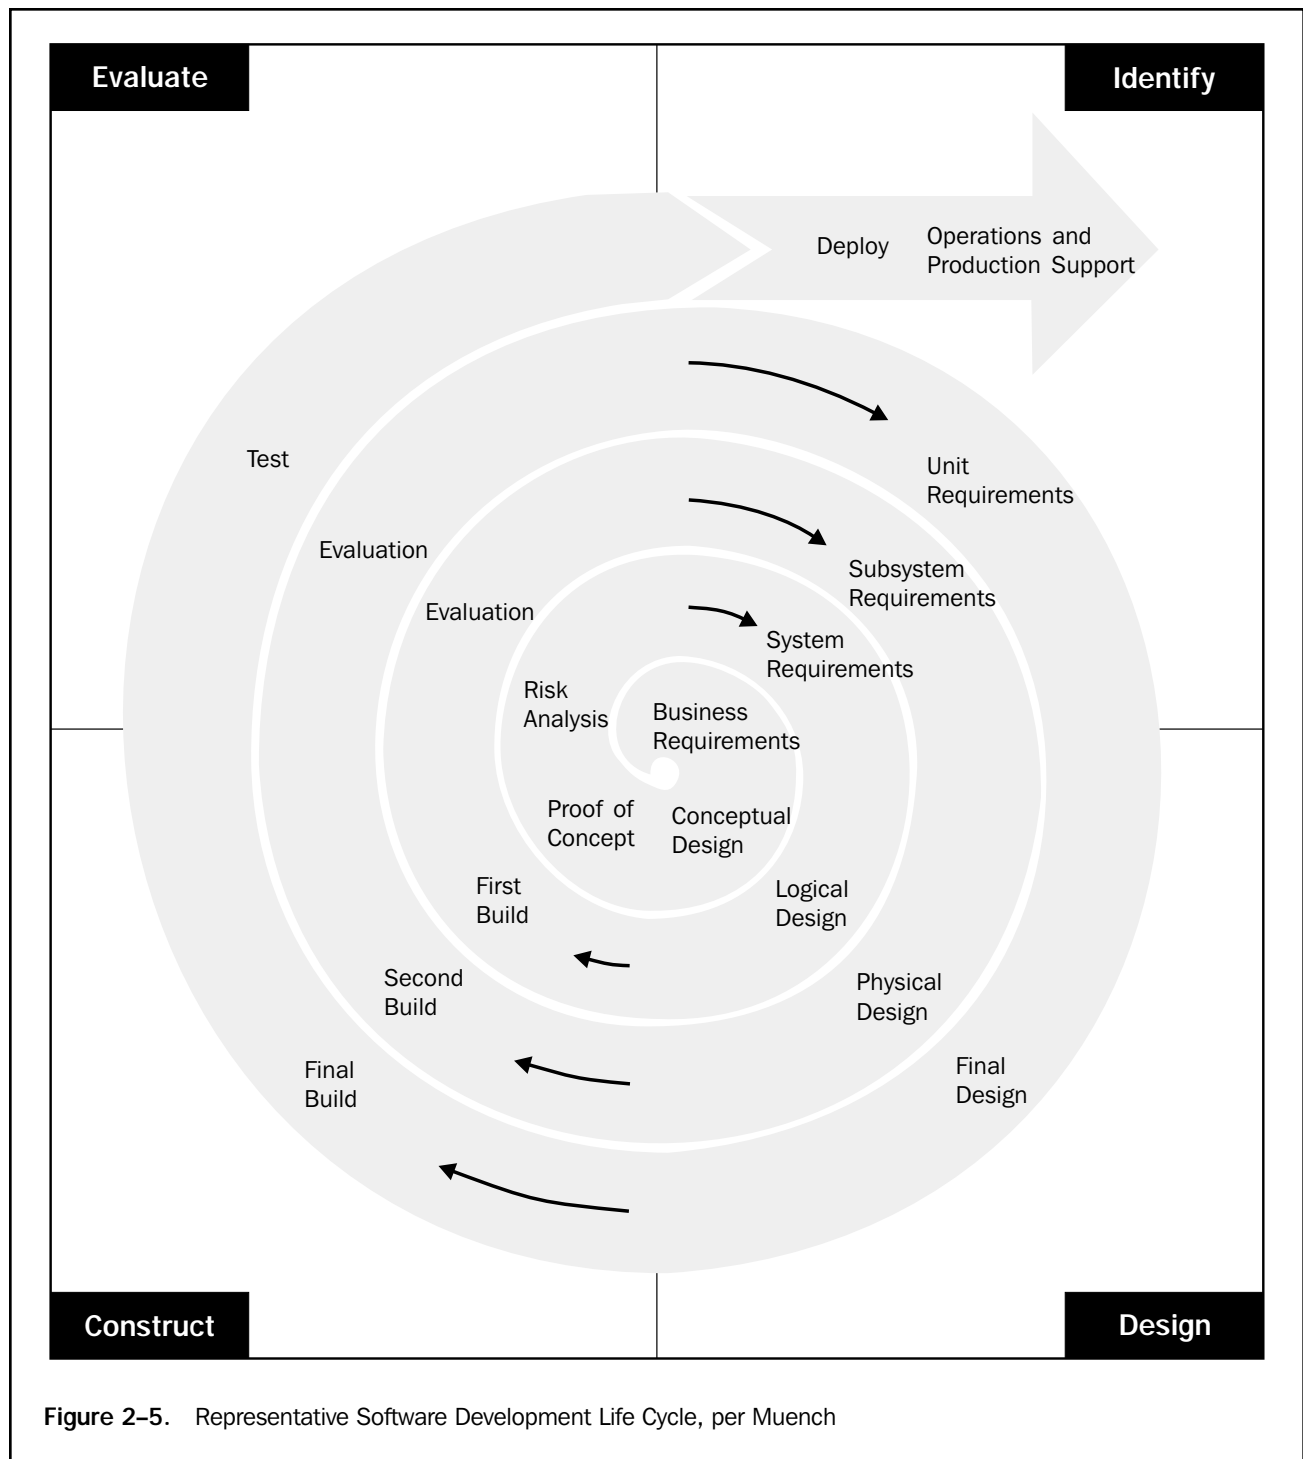 Evaluate
Identify
Deploy
Operations and
Production Support
Test
Unit
Requirements
Evaluation
Subsystem
Requirements
Evaluation
System
Requirements
Risk
Analysis
Business
Requirements
Proof of
Concept
Conceptual
Design
First
Build
Logical
Design
Second
Build
Physical
Design
Final
Build
Final
Design
Construct
Design
Figure 2–5. Representative Software Development Life Cycle, per Muench